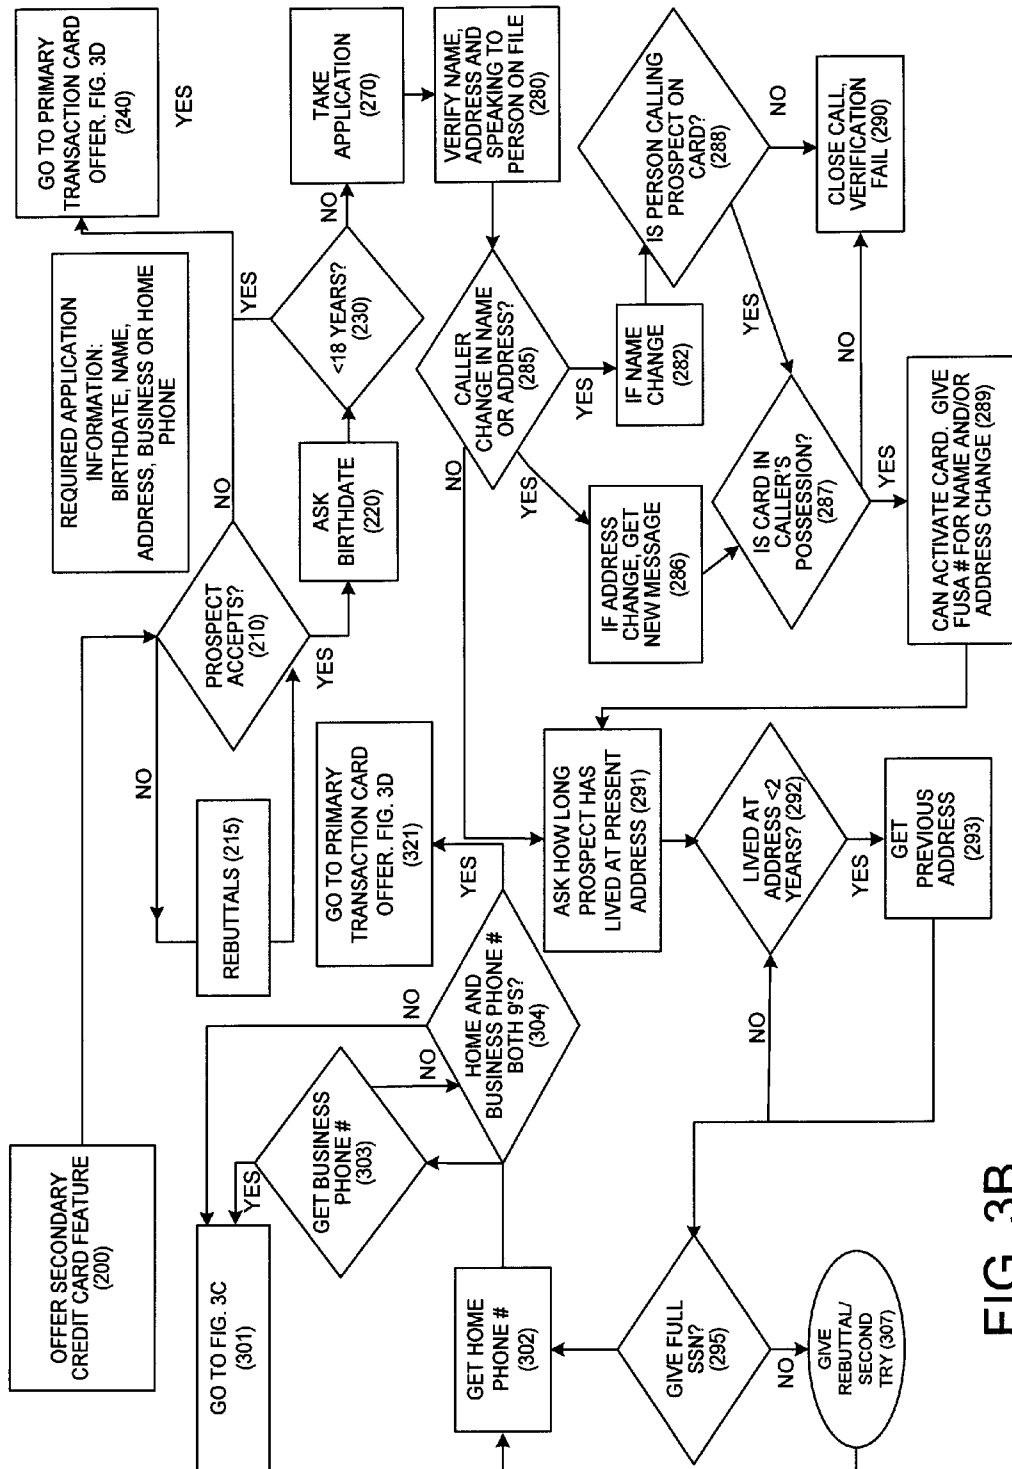 OFFER SECONDARY
CREDIT CARD FEATURE
(200)
PROSPECT
ACCEPTS?
(210)
NO
YES
NO
REBUTTALS (215)
REQUIRED APPLICATION
INFORMATION:
BIRTHDATE, NAME,
ADDRESS, BUSINESS OR HOME
PHONE
GO TO PRIMARY
TRANSACTION CARD
OFFER. FIG. 3D
(240)
YES
ASK
BIRTHDATE
(220)
<18 YEARS?
(230)
YES
NO
TAKE
APPLICATION
(270)
VERIFY NAME,
ADDRESS AND
SPEAKING TO
PERSON ON FILE
(280)
CALLER
CHANGE IN NAME
OR ADDRESS?
(285)
NO
YES
YES
IF NAME
CHANGE
(282)
IF ADDRESS
CHANGE, GET
NEW MESSAGE
(286)
IS PERSON CALLING
PROSPECT ON
CARD?
(288)
NO
YES
CLOSE CALL,
VERIFICATION
FAIL (290)
IS CARD IN
CALLER'S
POSSESSION?
(287)
NO
YES
CAN ACTIVATE CARD. GIVE
FUSA # FOR NAME AND/OR
ADDRESS CHANGE (289)
ASK HOW LONG
PROSPECT HAS
LIVED AT PRESENT
ADDRESS (291)
LIVED AT
ADDRESS <2
YEARS? (292)
YES
NO
GET
PREVIOUS
ADDRESS
(293)
GIVE FULL
SSN?
(295)
NO
GIVE
REBUTTAL/
SECOND
TRY (307)
GET HOME
PHONE #
(302)
GET BUSINESS
PHONE #
(303)
YES
NO
HOME AND
BUSINESS PHONE #
BOTH 9'S?
(304)
NO
YES
GO TO PRIMARY
TRANSACTION CARD
OFFER. FIG. 3D
(321)
GO TO FIG. 3C
(301)
FIG. 3B